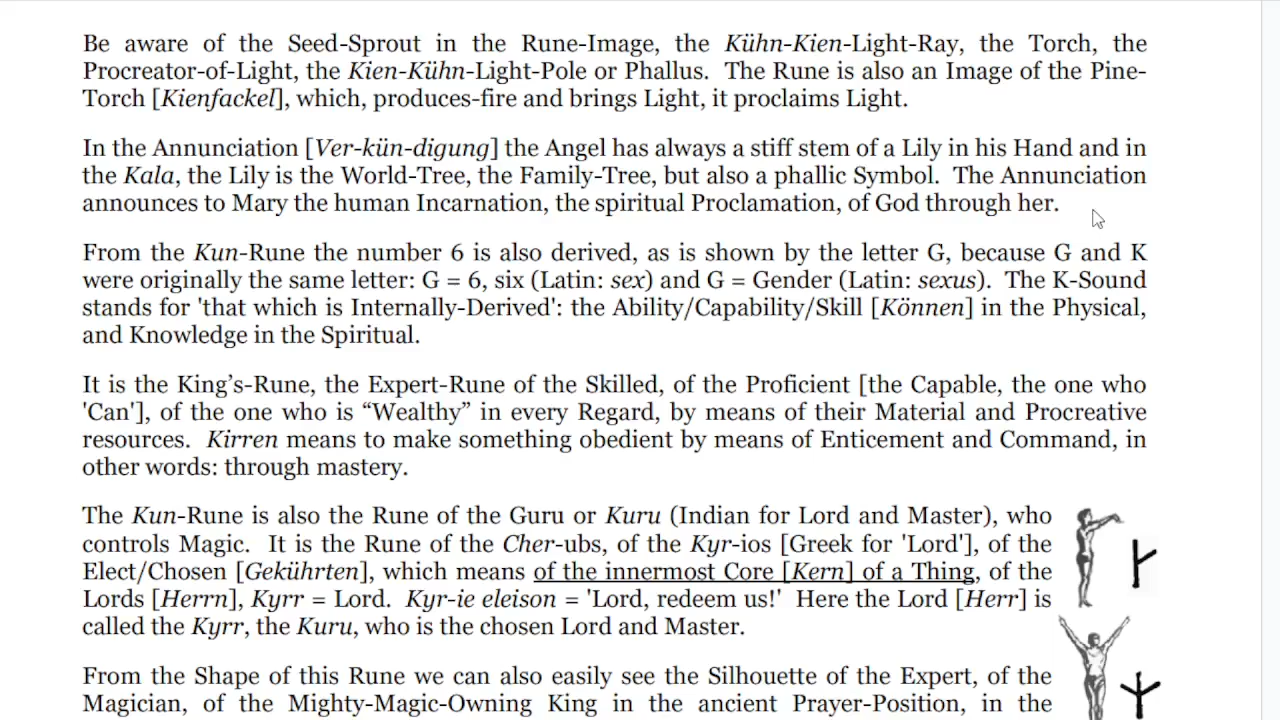 Be aware of the Seed-Sprout in the Rune-Image, the Kühn-Kien-Light-Ray, the Torch, the
Procreator-of-Light, the Kien-Kühn-Light-Pole or Phallus. The Rune is also an Image of the Pine-
Torch [Kienfackel], which, produces-fire and brings Light, it proclaims Light.
In the Annunciation [Ver-kün-digung] the Angel has always a stiff stem of a Lily in his Hand and in
the Kala, the Lily is the World-Tree, the Family-Tree, but also a phallic Symbol. The Annunciation
announces to Mary the human Incarnation, the spiritual Proclamation, of God through her.
From the Kun-Rune the number 6 is also derived, as is shown by the letter G, because G and K
were originally the same letter: G = 6, six (Latin: sex) and G = Gender (Latin: sexus). The K-Sound
stands for 'that which is Internally-Derived': the Ability/Capability/Skill [Können] in the Physical,
and Knowledge in the Spiritual.
It is the King’s-Rune, the Expert-Rune of the Skilled, of the Proficient [the Capable, the one who
'Can'], of the one who is “Wealthy” in every Regard, by means of their Material and Procreative
resources. Kirren means to make something obedient by means of Enticement and Command, in
other words: through mastery.
The Kun-Rune is also the Rune of the Guru or Kuru (Indian for Lord and Master), who
controls Magic. It is the Rune of the Cher-ubs, of the Kyr-ios [Greek for 'Lord'], of the
Elect/Chosen [Gekührten], which means of the innermost Core [Kern] of a Thing, of the
Lords [Herrn], Kyrr = Lord. Kyr-ie eleison = 'Lord, redeem us!' Here the Lord [Herr] is
called the Kyrr, the Kuru, who is the chosen Lord and Master.
From the Shape of this Rune we can also easily see the Silhouette of the Expert, of the
Magician, of the Mighty-Magic-Owning King in the ancient Prayer-Position, in the